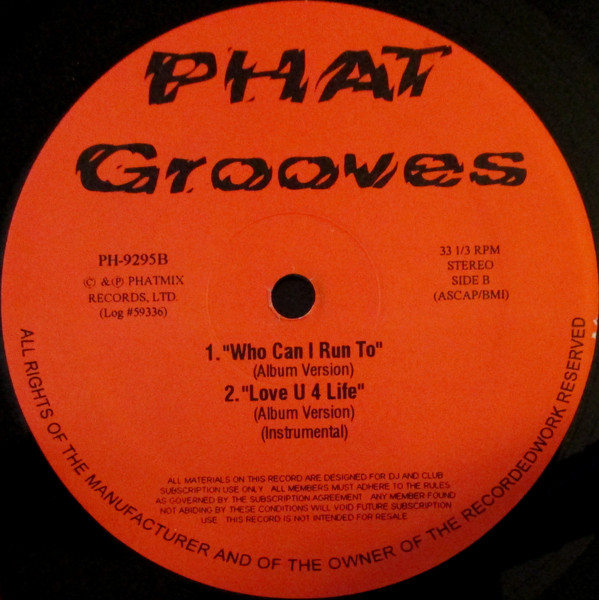 PHAT
Grooves
PH-9295B
© & ℗ PHATMIX
RECORDS, LTD.
(Log #59336)
33 1/3 RPM
STEREO
SIDE B
(ASCAP/BMI)
1. "Who Can I Run To"
(Album Version)
2. "Love U 4 Life"
(Album Version)
(Instrumental)
ALL MATERIALS ON THIS RECORD ARE DESIGNED FOR DJ AND CLUB
SUBSCRIPTION USE ONLY ALL MEMBERS MUST ADHERE TO THE RULES
AS GOVERNED BY THE SUBSCRIPTION AGREEMENT ANY MEMBER FOUND
NOT ABIDING BY THESE CONDITIONS WILL VOID FUTURE SUBSCRIPTION
USE THIS RECORD IS NOT INTENDED FOR RESALE
ALL RIGHTS OF THE MANUFACTURER AND OF THE OWNER OF THE RECORDEDWORK RESERVED